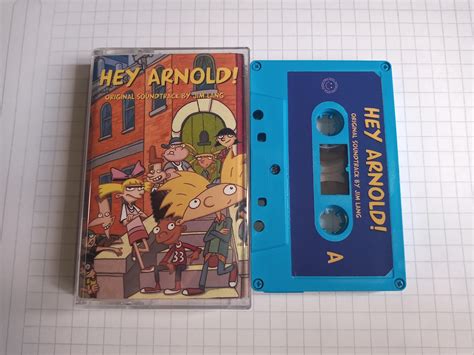 HEY ARNOLD!
ORIGINAL SOUNDTRACK BY JIM LANG
33
HEY ARNOLD!
ORIGINAL SOUNDTRACK BY JIM LANG
A